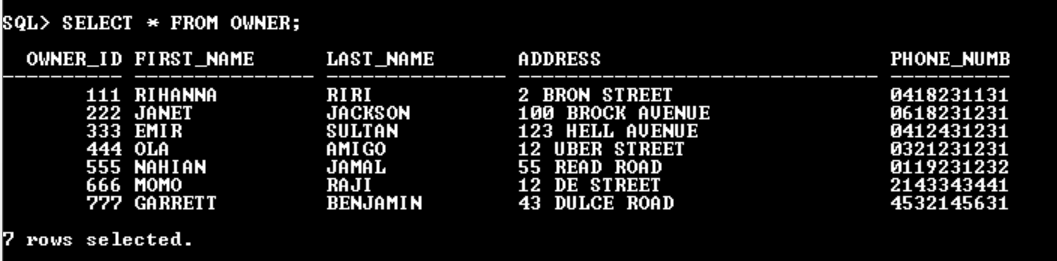 SQL> SELECT * FROM OWNER;
OWNER_ID FIRST_NAME LAST_NAME ADDRESS PHONE_NUMB
111 RIHANNA RIRI 2 BRON STREET 0418231131
222 JANET JACKSON 100 BROCK AVENUE 0618231231
333 EMIR SULTAN 123 HELL AVENUE 0412431231
444 OLA AMIGO 12 UBER STREET 0321231231
555 NAHIAN JAMAL 55 READ ROAD 0119231232
666 MOMO RAJI 12 DE STREET 2143343441
777 GARRETT BENJAMIN 43 DULCE ROAD 4532145631
7 rows selected.